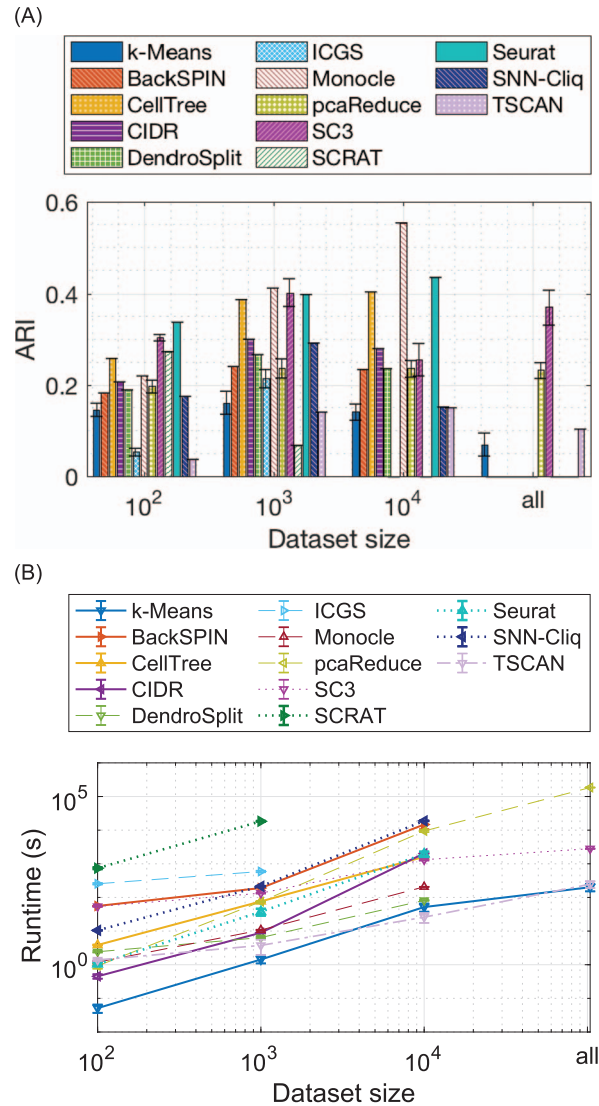 (A)
k-Means ICGS Seurat
BackSPIN Monocle SNN-Cliq
CellTree pcaReduce TSCAN
CIDR SC3
DendroSplit SCRAT
0.6
0.4
0.2
0
ARI
10² 10³ 10⁴ all
Dataset size
(B)
k-Means ICGS Seurat
BackSPIN Monocle SNN-Cliq
CellTree pcaReduce TSCAN
CIDR SC3
DendroSplit SCRAT
10⁵
10⁰
Runtime (s)
10² 10³ 10⁴ all
Dataset size